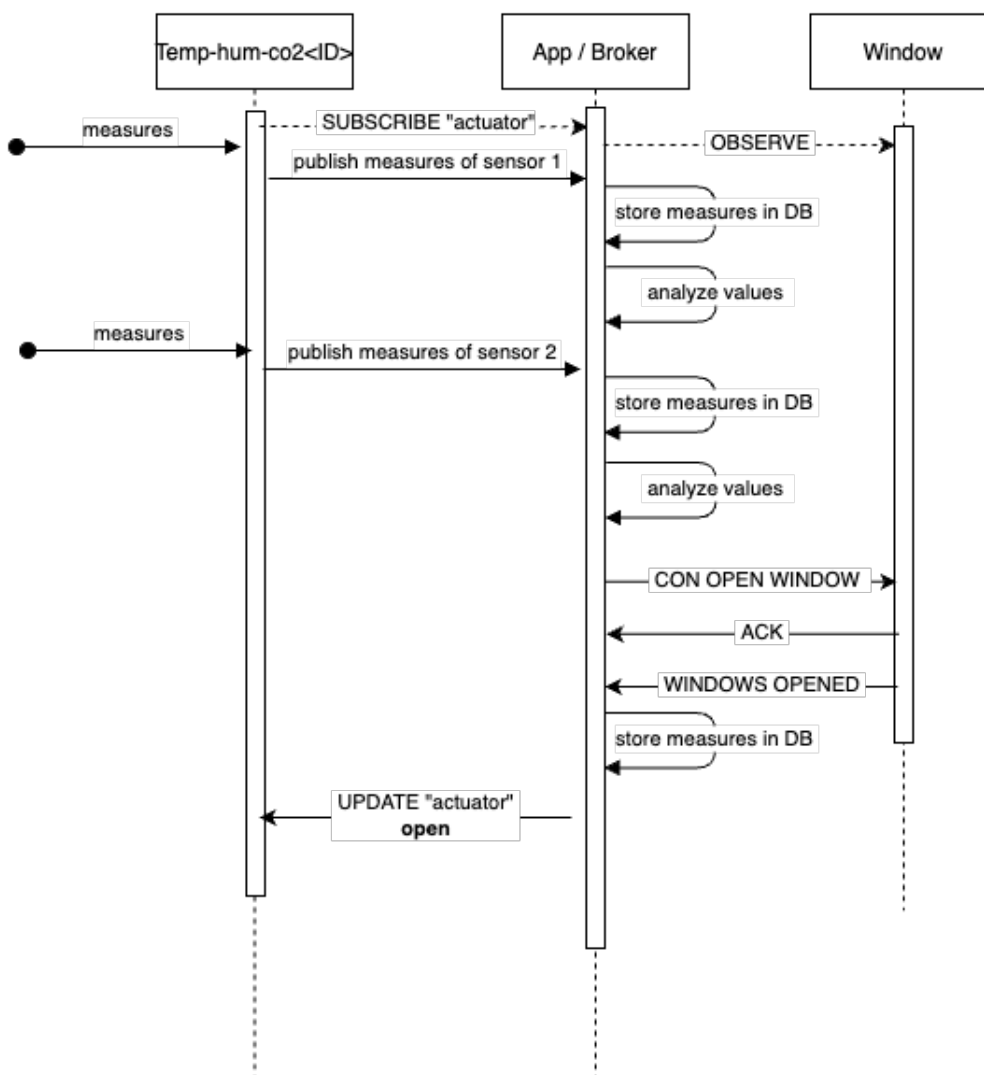 Temp-hum-co2<ID>
App / Broker
Window
measures
SUBSCRIBE "actuator"
OBSERVE
publish measures of sensor 1
store measures in DB
analyze values
measures
publish measures of sensor 2
store measures in DB
analyze values
CON OPEN WINDOW
ACK
WINDOWS OPENED
store measures in DB
UPDATE "actuator"
open